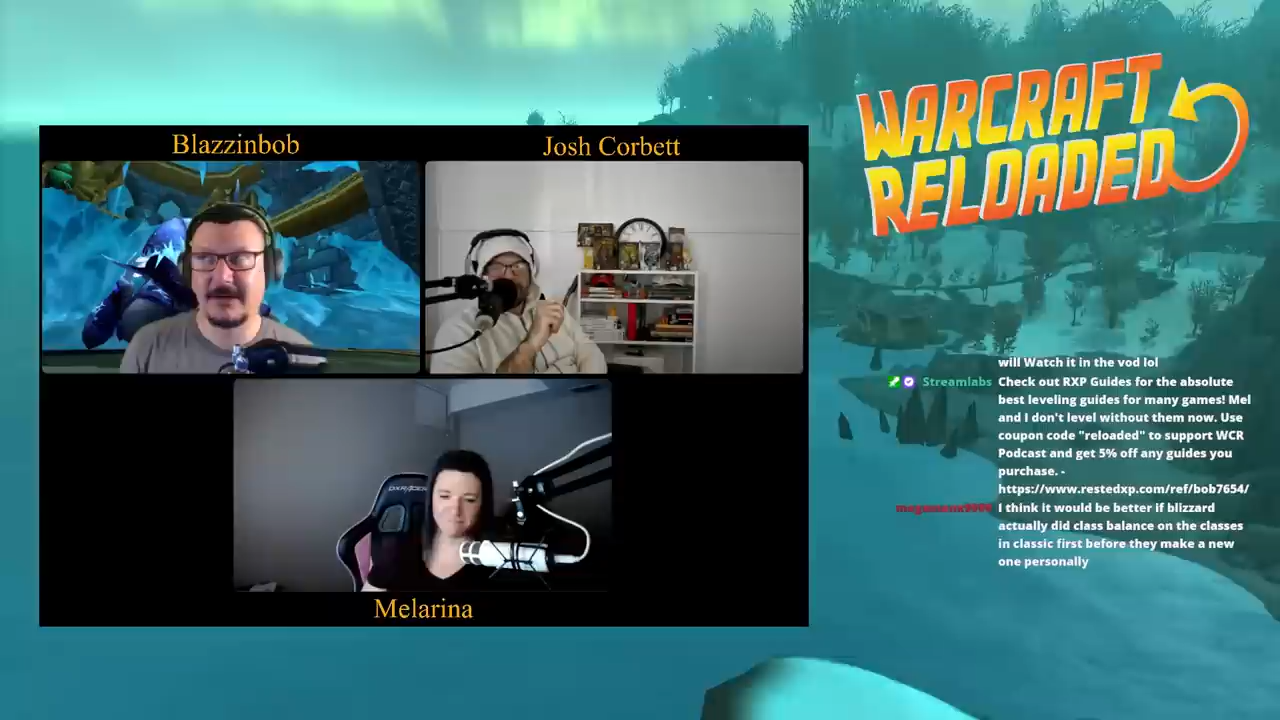 Blazzinbob
Josh Corbett
WARCRAFT
RELOADED
DXRACER
Melarina
will Watch it in the vod lol
Streamlabs Check out RXP Guides for the absolute
best leveling guides for many games! Mel
and I don't level without them now. Use
coupon code "reloaded" to support WCR
Podcast and get 5% off any guides you
purchase. -
https://www.restedxp.com/ref/bob7654/
I think it would be better if blizzard
actually did class balance on the classes
in classic first before they make a new
one personally